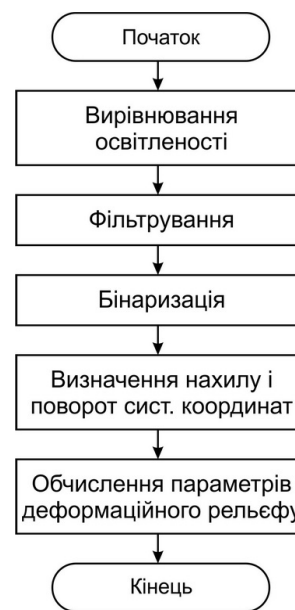 Початок
Вирівнювання
освітленості
Фільтрування
Бінаризація
Визначення нахилу і
поворот сист. координат
Обчислення параметрів
деформаційного рельєфу
Кінець